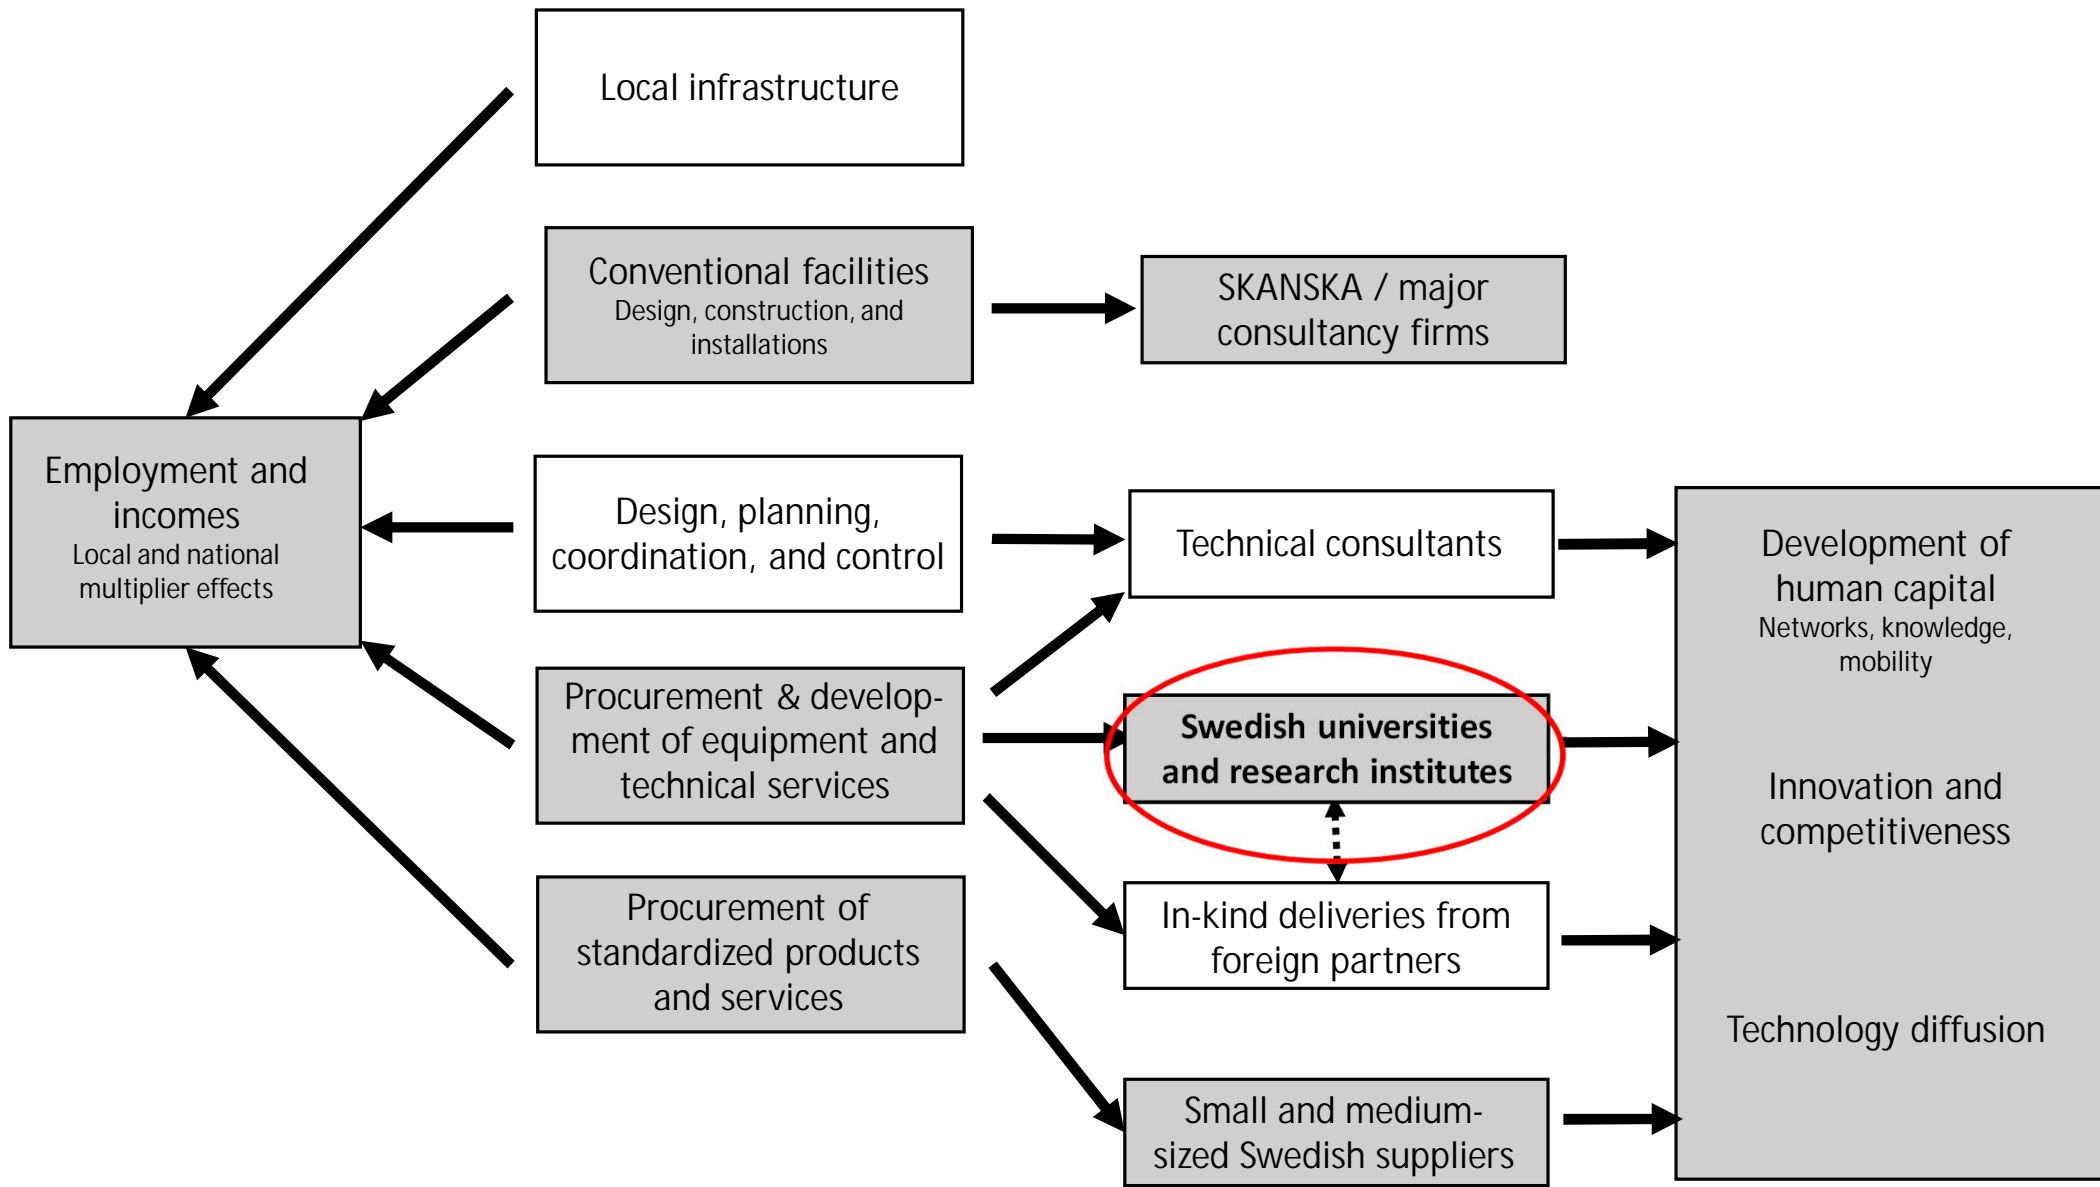 Local infrastructure
Conventional facilities
Design, construction, and
installations
SKANSKA / major
consultancy firms
Employment and
incomes
Local and national
multiplier effects
Design, planning,
coordination, and control
Technical consultants
Development of
human capital
Networks, knowledge,
mobility
Innovation and
competitiveness
Technology diffusion
Procurement & develop-
ment of equipment and
technical services
Swedish universities
and research institutes
In-kind deliveries from
foreign partners
Procurement of
standardized products
and services
Small and medium-
sized Swedish suppliers